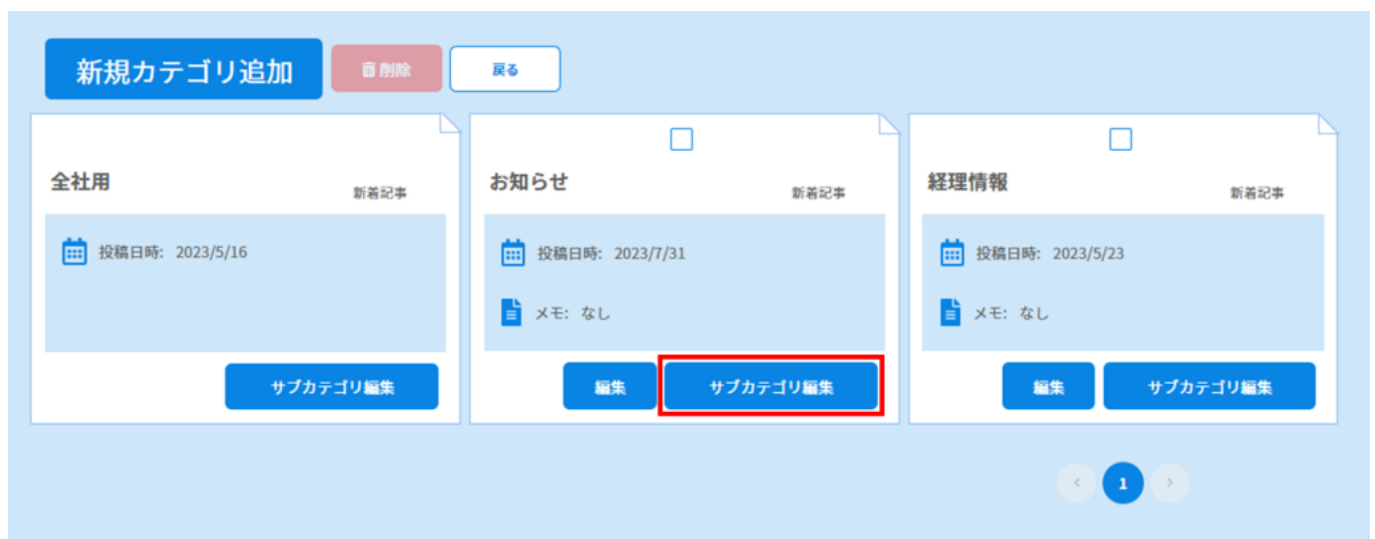 新規カテゴリ追加 削除 戻る
全社用 新着記事
投稿日時: 2023/5/16
サブカテゴリ編集
お知らせ 新着記事
投稿日時: 2023/7/31
メモ: なし
編集 サブカテゴリ編集
経理情報 新着記事
投稿日時: 2023/5/23
メモ: なし
編集 サブカテゴリ編集
< 1 >